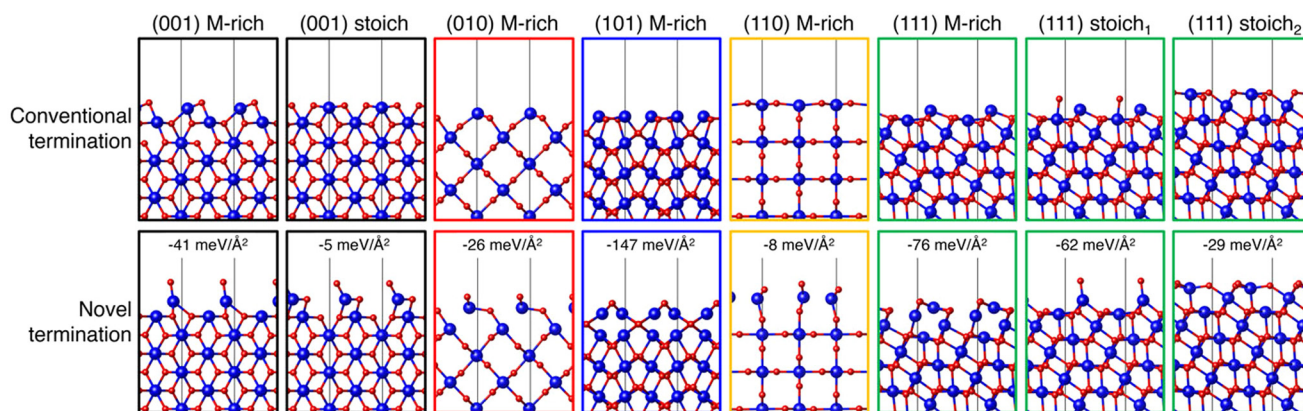 (001) M-rich (001) stoich (010) M-rich (101) M-rich (110) M-rich (111) M-rich (111) stoich₁ (111) stoich₂
Conventional
termination
-41 meV/Å² -5 meV/Å² -26 meV/Å² -147 meV/Å² -8 meV/Å² -76 meV/Å² -62 meV/Å² -29 meV/Å²
Novel
termination